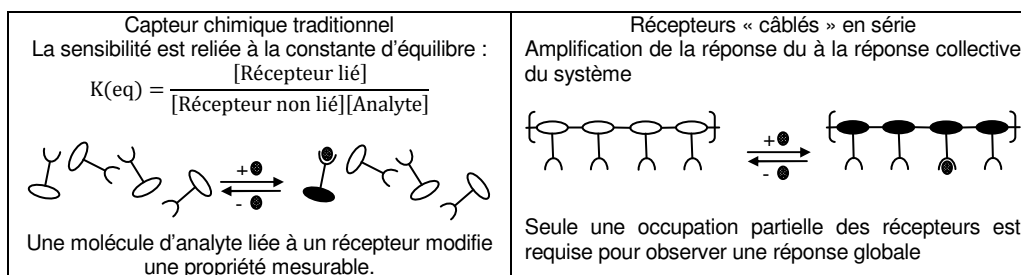 Capteur chimique traditionnel
La sensibilité est reliée à la constante d'équilibre :
K(eq) = [Récepteur lié] / [Récepteur non lié][Analyte]
+
-
Une molécule d'analyte liée à un récepteur modifie
une propriété mesurable.
Récepteurs « câblés » en série
Amplification de la réponse du à la réponse collective
du système
+
-
Seule une occupation partielle des récepteurs est
requise pour observer une réponse globale